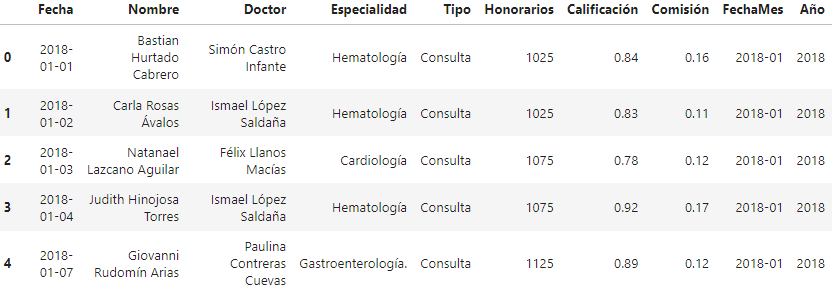 Fecha Nombre Doctor Especialidad Tipo Honorarios Calificación Comisión FechaMes Año
0 2018-01-01 Bastian Hurtado Cabrero Simón Castro Infante Hematología Consulta 1025 0.84 0.16 2018-01 2018
1 2018-01-02 Carla Rosas Ávalos Ismael López Saldaña Hematología Consulta 1025 0.83 0.11 2018-01 2018
2 2018-01-03 Natanael Lazcano Aguilar Félix Llanos Macías Cardiología Consulta 1075 0.78 0.12 2018-01 2018
3 2018-01-04 Judith Hinojosa Torres Ismael López Saldaña Hematología Consulta 1075 0.92 0.17 2018-01 2018
4 2018-01-07 Giovanni Rudomín Arias Paulina Contreras Cuevas Gastroenterología. Consulta 1125 0.89 0.12 2018-01 2018